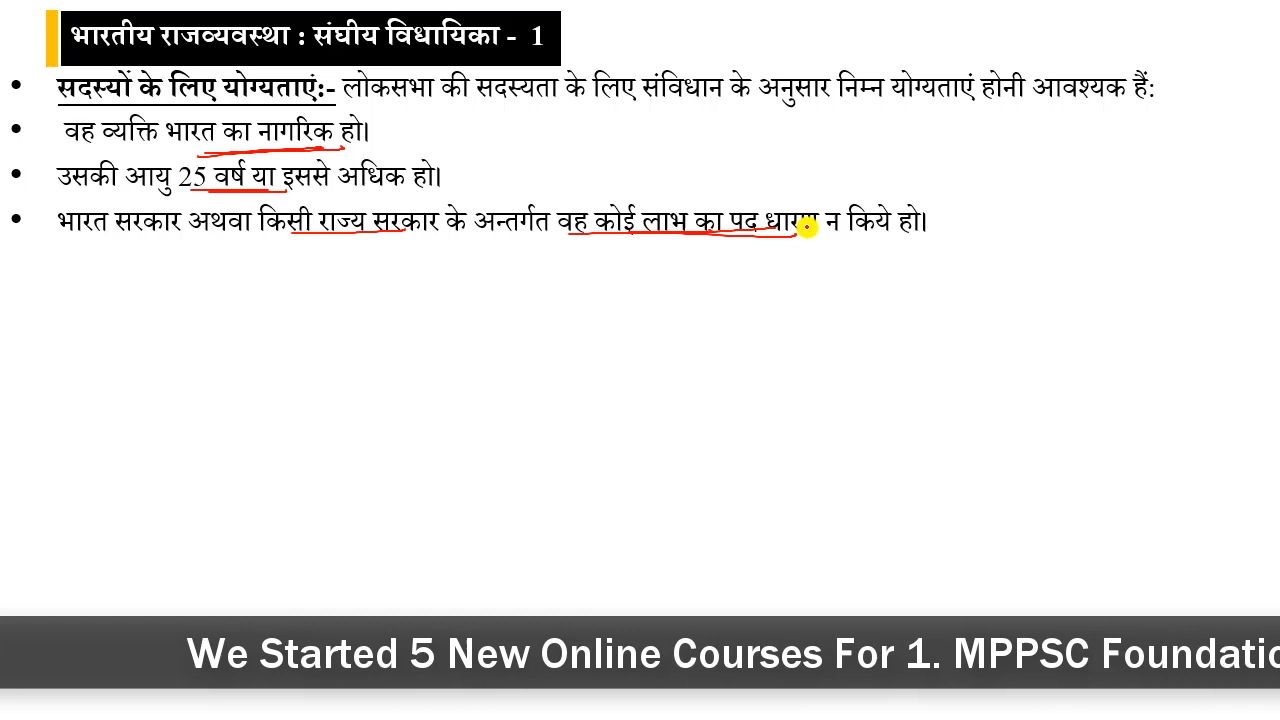 भारतीय राजव्यवस्था : संघीय विधायिका - 1
• सदस्यों के लिए योग्यताएं:- लोकसभा की सदस्यता के लिए संविधान के अनुसार निम्न योग्यताएं होनी आवश्यक हैं:
• वह व्यक्ति भारत का नागरिक हो।
• उसकी आयु 25 वर्ष या इससे अधिक हो।
• भारत सरकार अथवा किसी राज्य सरकार के अन्तर्गत वह कोई लाभ का पद धारण न किये हो।
We Started 5 New Online Courses For 1. MPPSC Foundatio